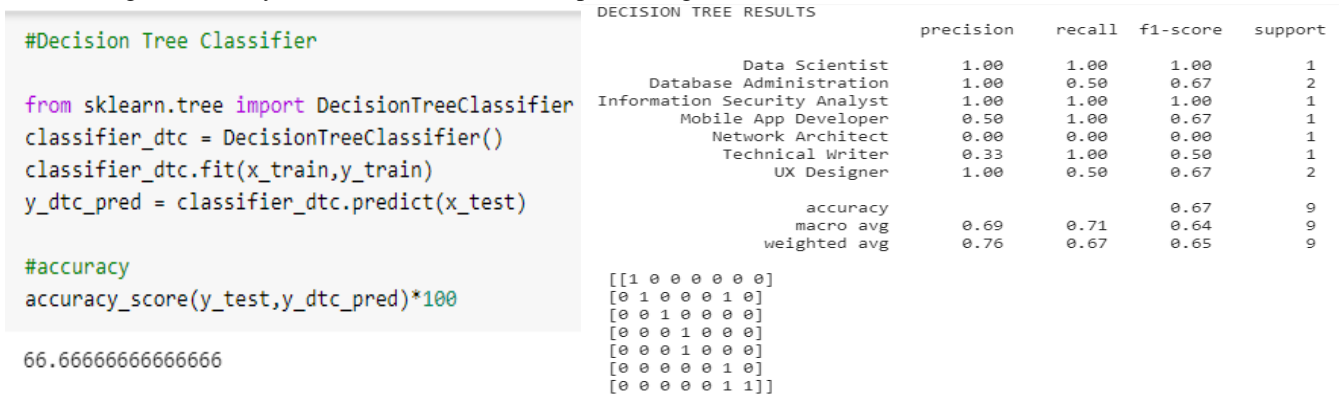 #Decision Tree Classifier
from sklearn.tree import DecisionTreeClassifier
classifier_dtc = DecisionTreeClassifier()
classifier_dtc.fit(x_train,y_train)
y_dtc_pred = classifier_dtc.predict(x_test)
#accuracy
accuracy_score(y_test,y_dtc_pred)*100
66.66666666666666
DECISION TREE RESULTS
precision recall f1-score support
Data Scientist 1.00 1.00 1.00 1
Database Administration 1.00 0.50 0.67 2
Information Security Analyst 1.00 1.00 1.00 1
Mobile App Developer 0.50 1.00 0.67 1
Network Architect 0.00 0.00 0.00 1
Technical Writer 0.33 1.00 0.50 1
UX Designer 1.00 0.50 0.67 2
accuracy 0.67 9
macro avg 0.69 0.71 0.64 9
weighted avg 0.76 0.67 0.65 9
[[1 0 0 0 0 0 0]
[0 1 0 0 0 1 0]
[0 0 1 0 0 0 0]
[0 0 0 1 0 0 0]
[0 0 0 1 0 0 0]
[0 0 0 0 0 1 0]
[0 0 0 0 0 1 1]]